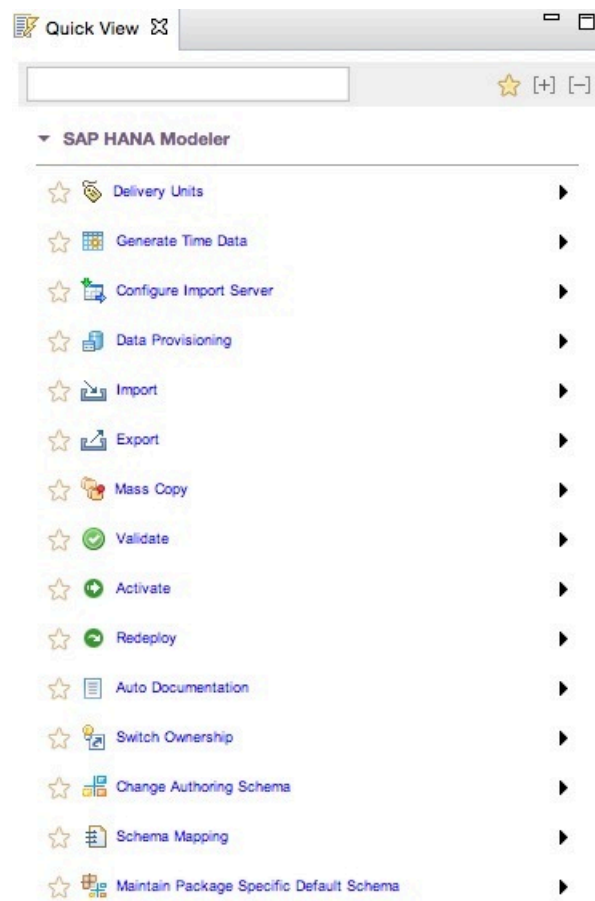 Quick View
[+] [−]
SAP HANA Modeler
Delivery Units
Generate Time Data
Configure Import Server
Data Provisioning
Import
Export
Mass Copy
Validate
Activate
Redeploy
Auto Documentation
Switch Ownership
Change Authoring Schema
Schema Mapping
Maintain Package Specific Default Schema